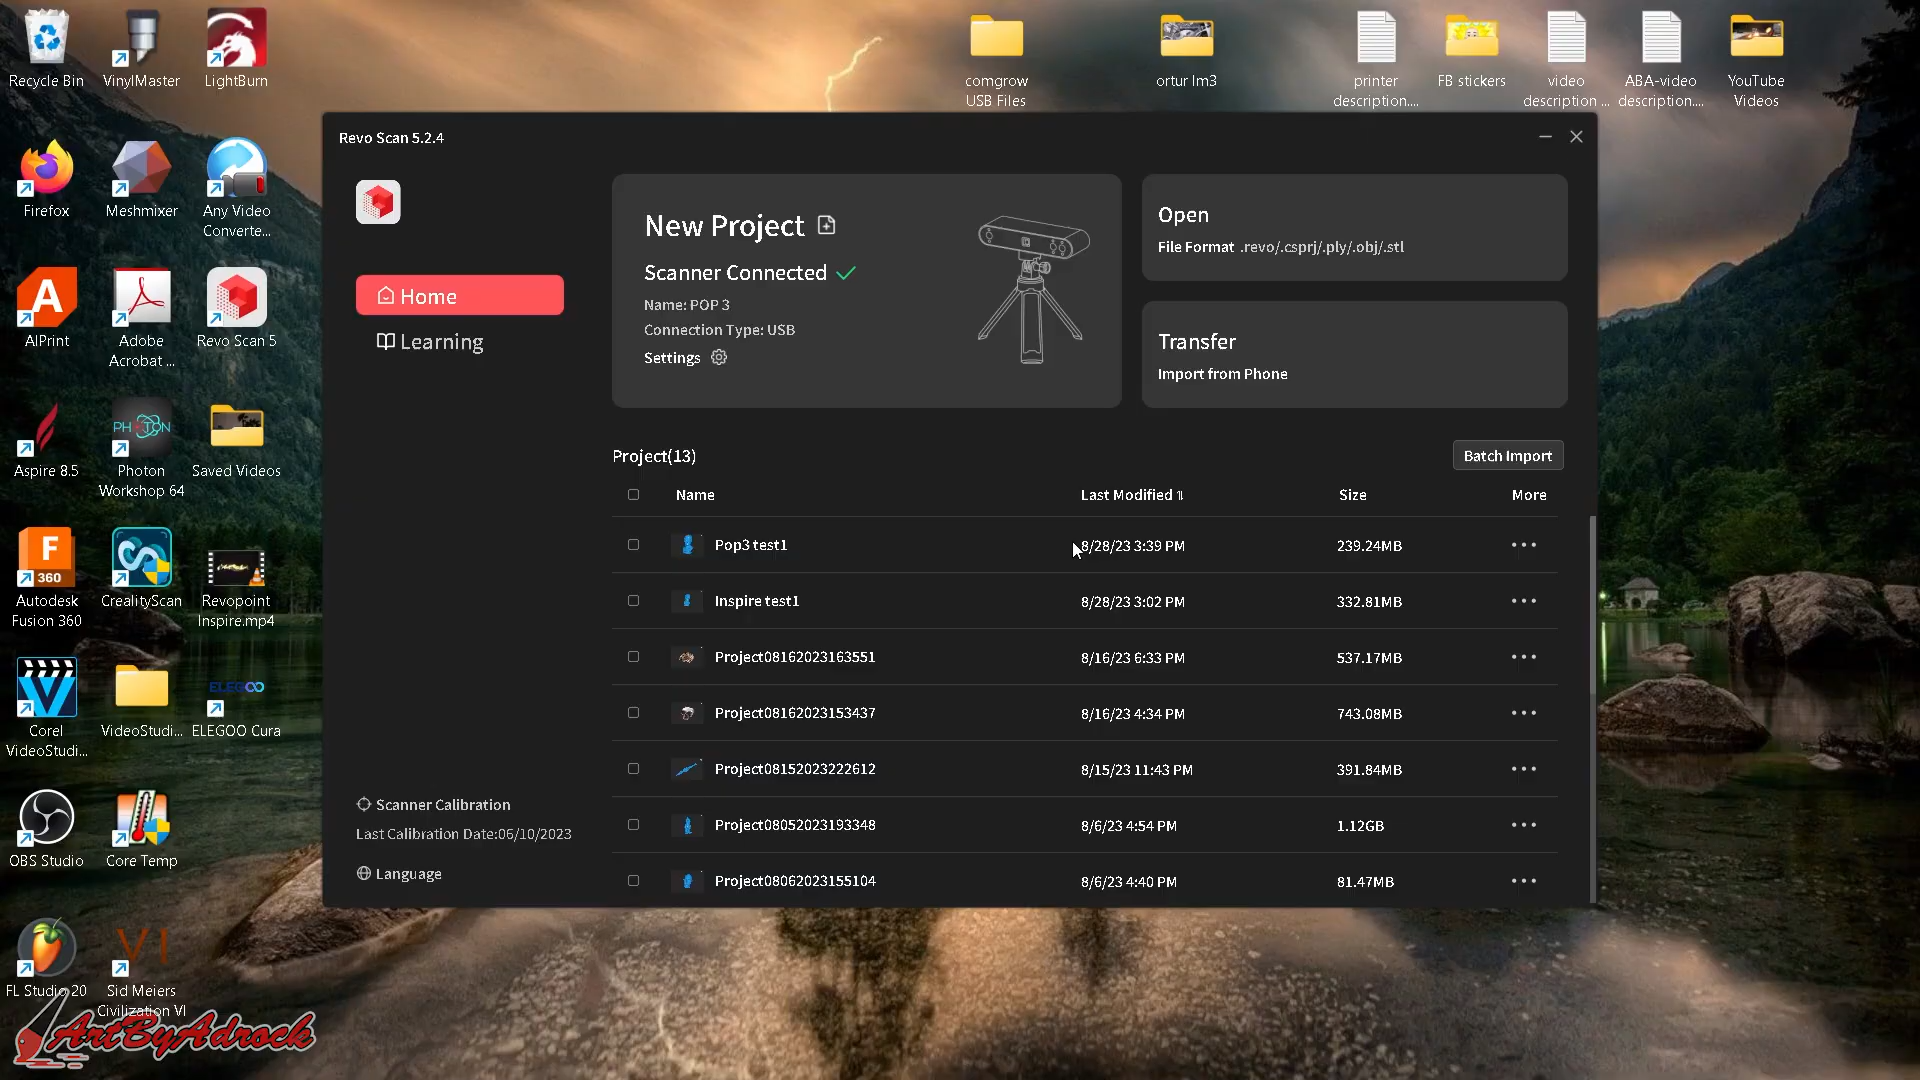 Recycle Bin
VinylMaster
LightBurn
comgrow
USB Files
ortur lm3
printer
description....
FB stickers
video
description ...
ABA-video
description....
YouTube
Videos
Firefox
Meshmixer
Any Video
Converte...
AIPrint
Adobe
Acrobat ...
Revo Scan 5
Aspire 8.5
PHOTON
Photon
Workshop 64
Saved Videos
F
360
Autodesk
Fusion 360
CrealityScan
Revopoint
Inspire.mp4
Corel
VideoStudi...
VideoStudi...
ELEGOO
ELEGOO Cura
OBS Studio
Core Temp
FL Studio 20
VI
Sid Meiers
Civilization VI
ArtByAdrock
Revo Scan 5.2.4
Home
Learning
Scanner Calibration
Last Calibration Date:06/10/2023
Language
New Project
Scanner Connected
Name: POP 3
Connection Type: USB
Settings
Open
File Format .revo/.csprj/.ply/.obj/.stl
Transfer
Import from Phone
Project(13)
Batch Import
Name Last Modified Size More
Pop3 test1 8/28/23 3:39 PM 239.24MB
Inspire test1 8/28/23 3:02 PM 332.81MB
Project08162023163551 8/16/23 6:33 PM 537.17MB
Project08162023153437 8/16/23 4:34 PM 743.08MB
Project08152023222612 8/15/23 11:43 PM 391.84MB
Project08052023193348 8/6/23 4:54 PM 1.12GB
Project08062023155104 8/6/23 4:40 PM 81.47MB